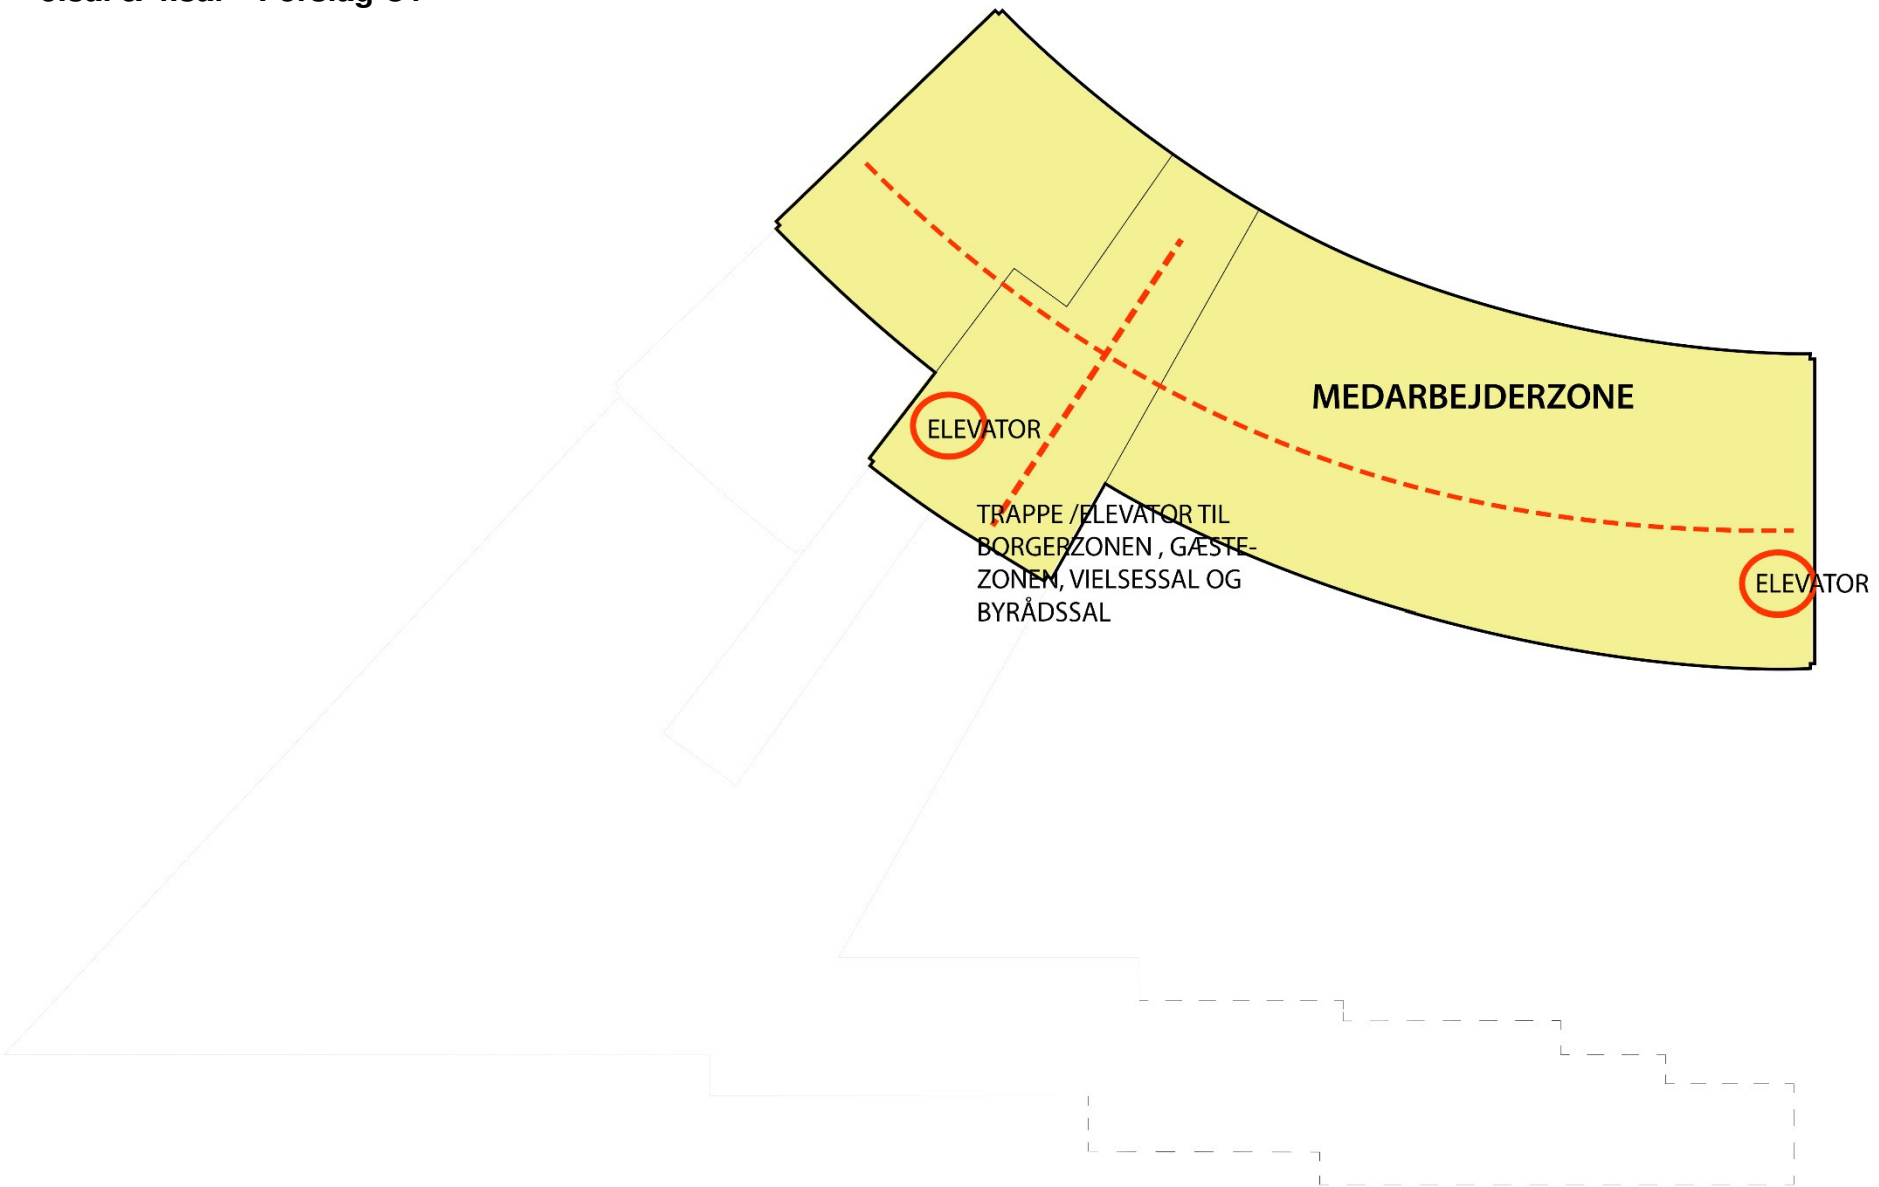 MEDARBEJDERZONE
ELEVATOR
TRAPPE /ELEVATOR TIL
BORGERZONEN , GÆSTE-
ZONEN, VIELSESSAL OG
BYRÅDSSAL
ELEVATOR